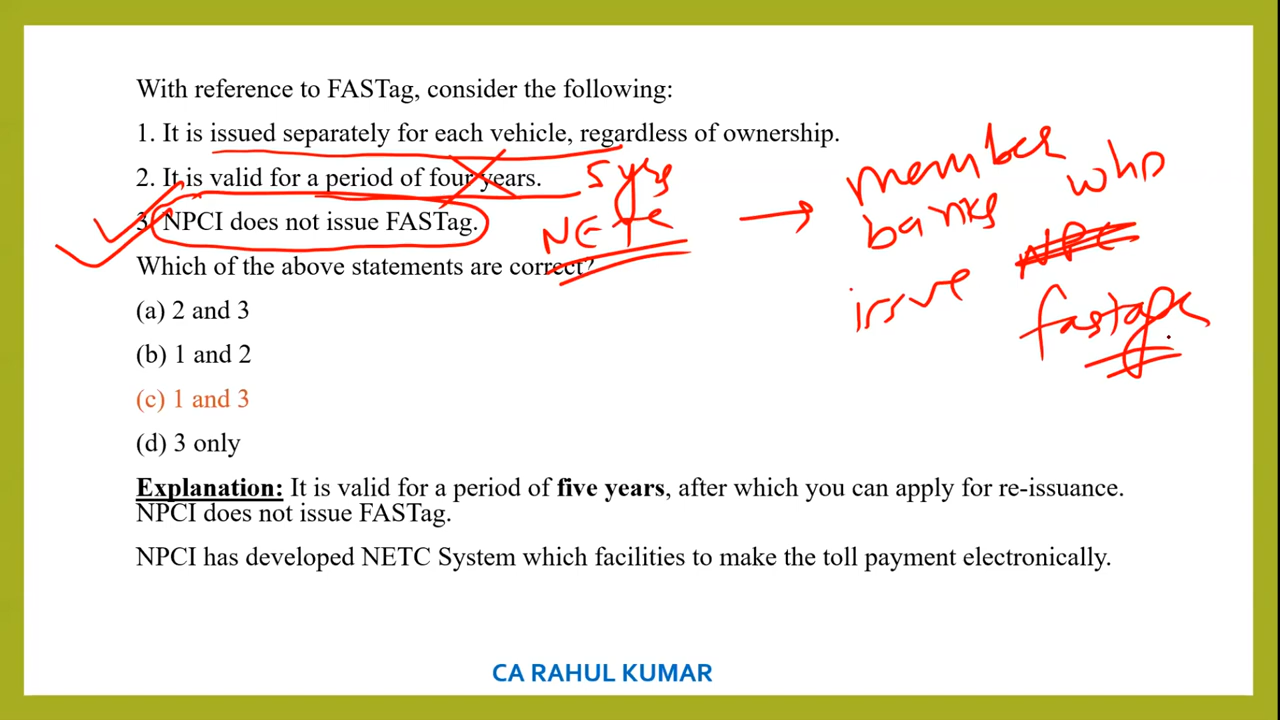 With reference to FASTag, consider the following:
1. It is issued separately for each vehicle, regardless of ownership.
2. It is valid for a period of four years.
5 yrs
3. NPCI does not issue FASTag.
NETC
member
banks who
issue
NPC
fastags
Which of the above statements are correct?
(a) 2 and 3
(b) 1 and 2
(c) 1 and 3
(d) 3 only
Explanation: It is valid for a period of five years, after which you can apply for re-issuance.
NPCI does not issue FASTag.
NPCI has developed NETC System which facilities to make the toll payment electronically.
CA RAHUL KUMAR